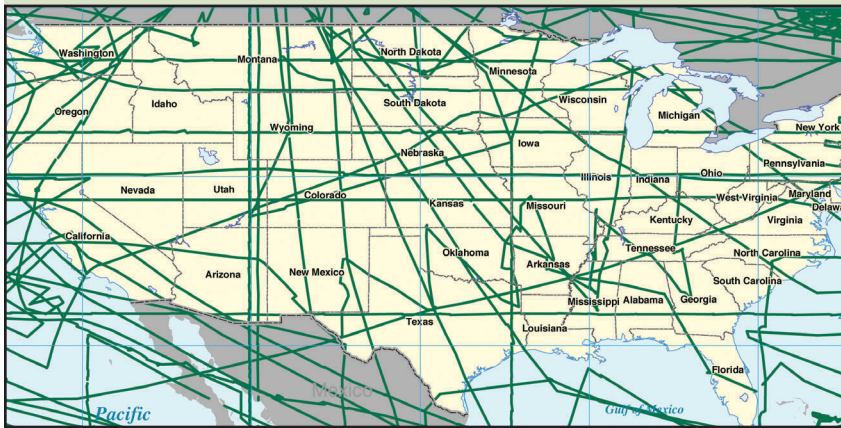 Washington
Montana
North Dakota
Minnesota
Oregon
Idaho
South Dakota
Wisconsin
Michigan
Wyoming
New York
Nebraska
Iowa
Pennsylvania
Nevada
Utah
Colorado
Illinois
Indiana
Ohio
West-Virginia
Maryland
Delawa
Kansas
Missouri
Kentucky
Virginia
California
Oklahoma
Tennessee
North Carolina
Arizona
New Mexico
Arkansas
South Carolina
Mississippi
Alabama
Georgia
Texas
Louisiana
Florida
Mexico
Pacific
Gulf of Mexico